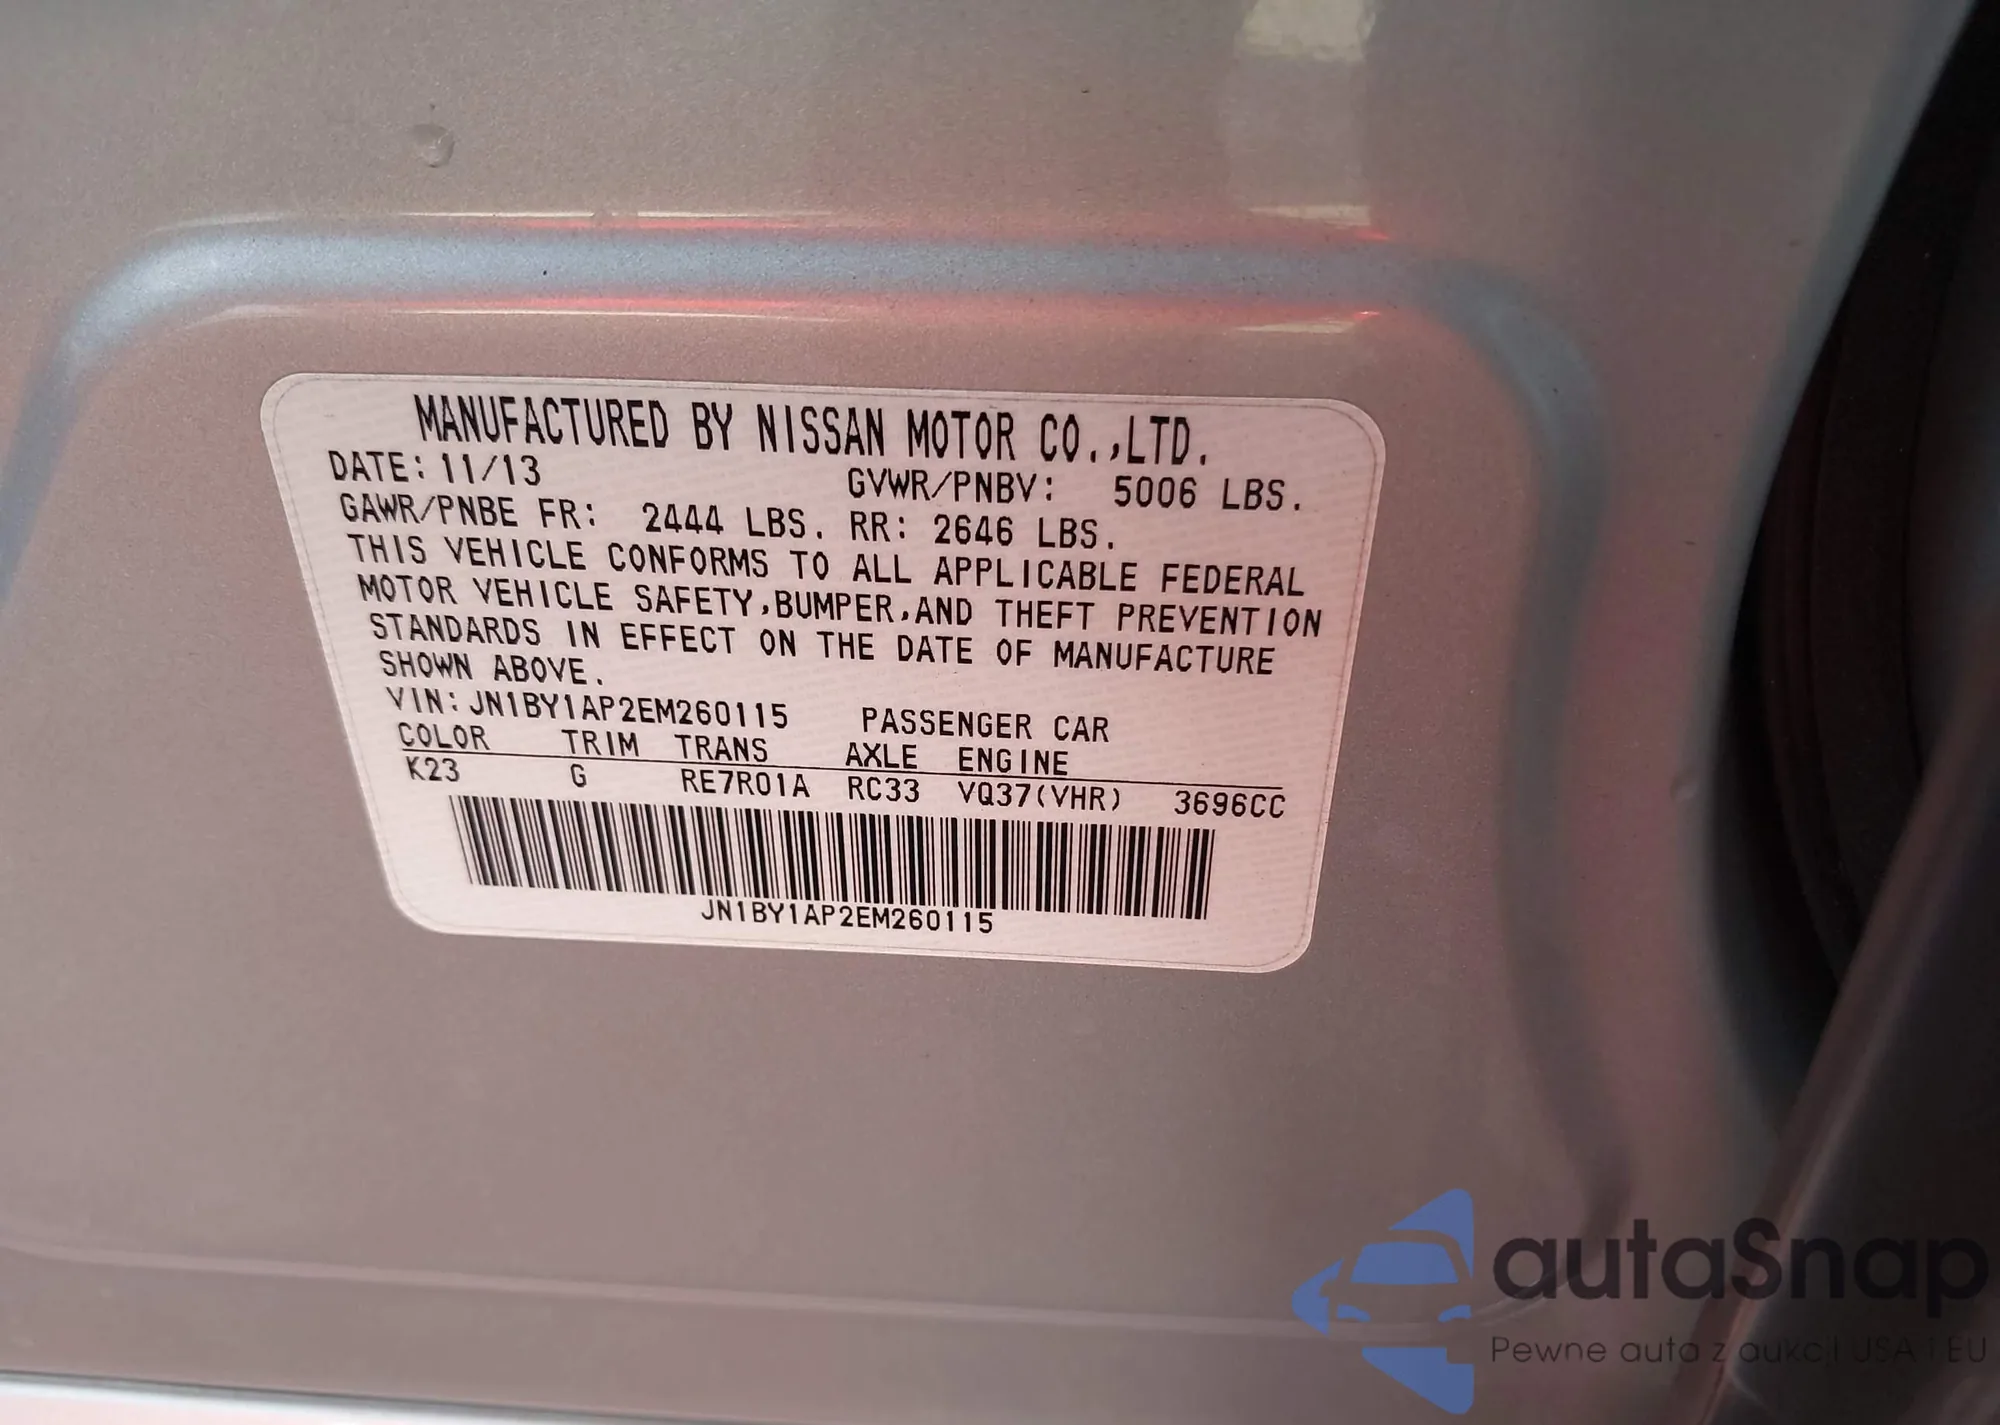 MANUFACTURED BY NISSAN MOTOR CO.,LTD.
DATE: 11/13 GVWR/PNBV: 5006 LBS.
GAWR/PNBE FR: 2444 LBS. RR: 2646 LBS.
THIS VEHICLE CONFORMS TO ALL APPLICABLE FEDERAL
MOTOR VEHICLE SAFETY,BUMPER,AND THEFT PREVENTION
STANDARDS IN EFFECT ON THE DATE OF MANUFACTURE
SHOWN ABOVE.
VIN: JN1BY1AP2EM260115 PASSENGER CAR
COLOR TRIM TRANS AXLE ENGINE
K23 G RE7R01A RC33 VQ37(VHR) 3696CC
JN1BY1AP2EM260115
autaSnap
Pewne auta z aukcji USA i EU